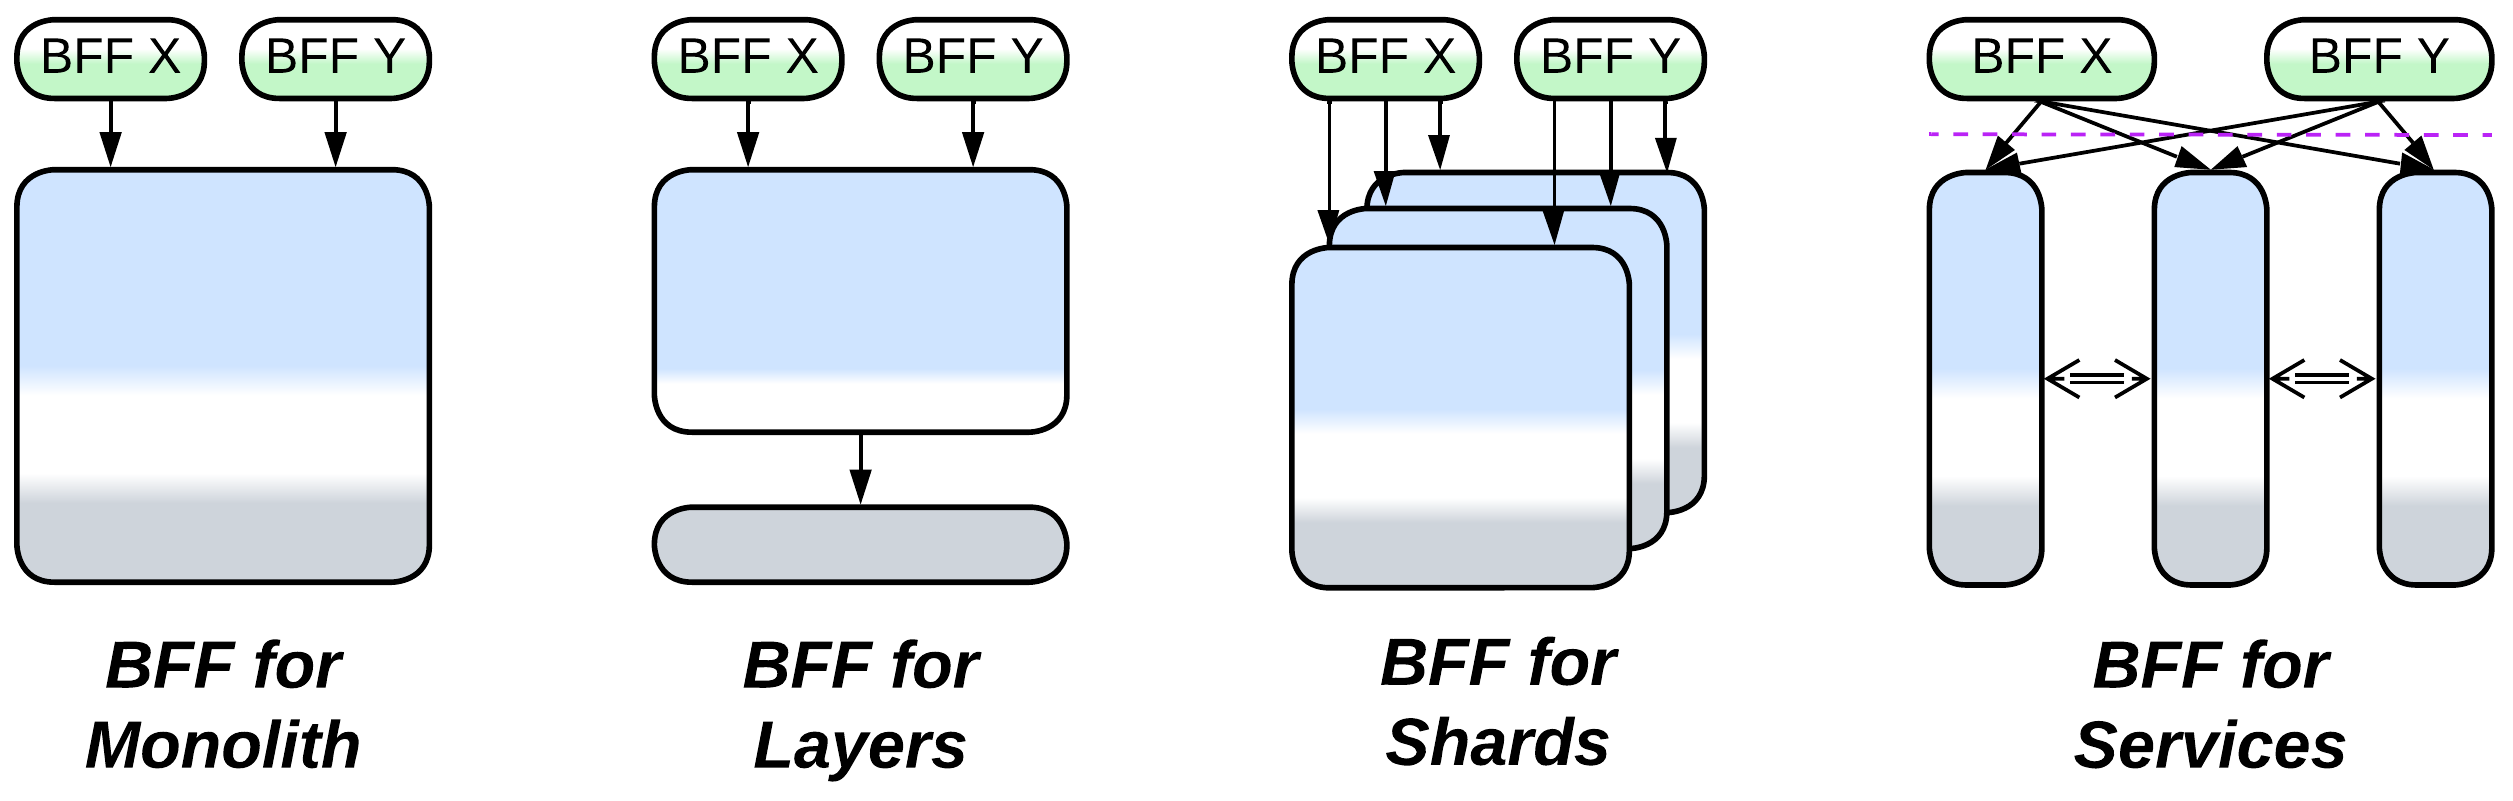 BFF X
BFF Y
BFF X
BFF Y
BFF X
BFF Y
BFF X
BFF Y
BFF for
Monolith
BFF for
Layers
BFF for
Shards
BFF for
Services